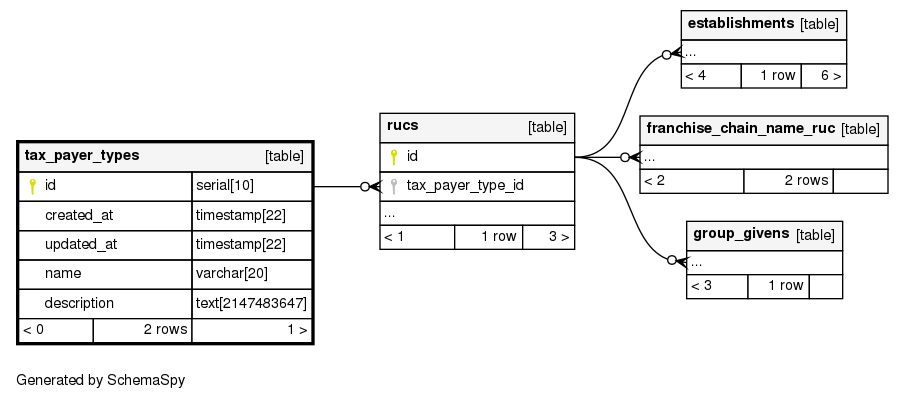 establishments [table]
...
< 4 1 row 6 >
rucs [table]
id
tax_payer_type_id
...
< 1 1 row 3 >
franchise_chain_name_ruc [table]
...
< 2 2 rows
tax_payer_types [table]
id serial[10]
created_at timestamp[22]
updated_at timestamp[22]
name varchar[20]
description text[2147483647]
< 0 2 rows 1 >
group_givens [table]
...
< 3 1 row
Generated by SchemaSpy